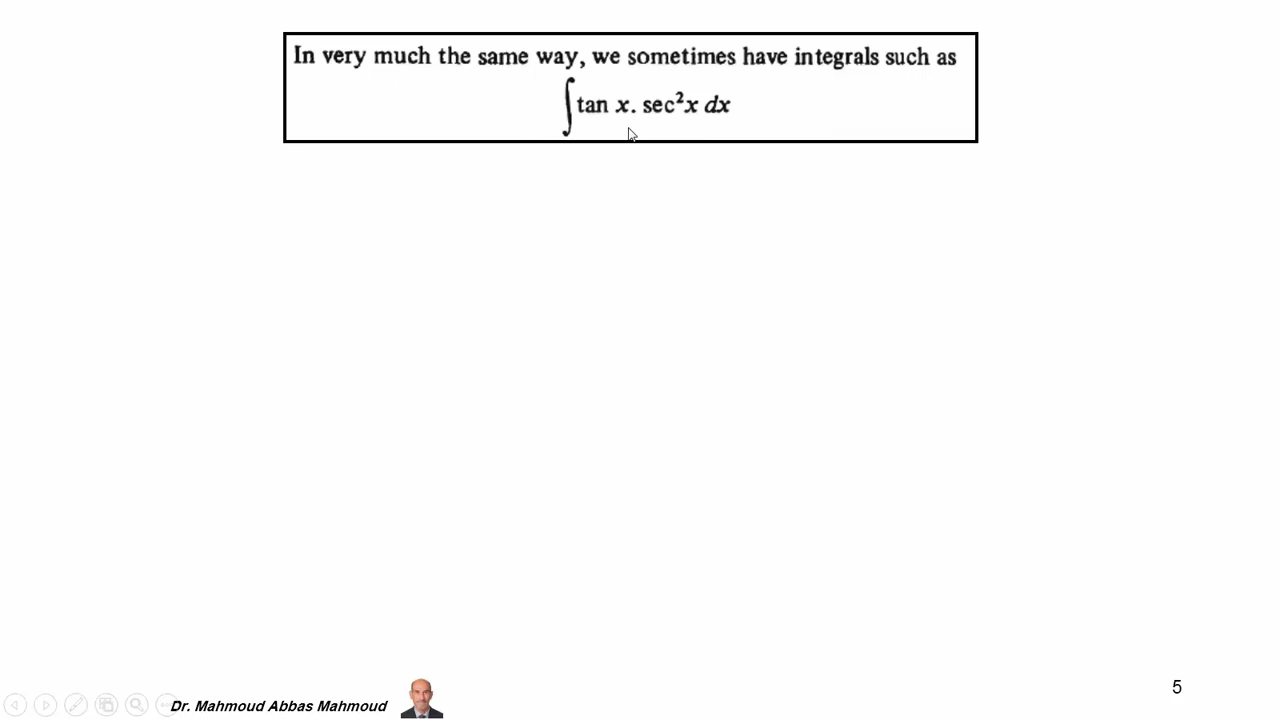 In very much the same way, we sometimes have integrals such as
∫tan x. sec²x dx
Dr. Mahmoud Abbas Mahmoud
5